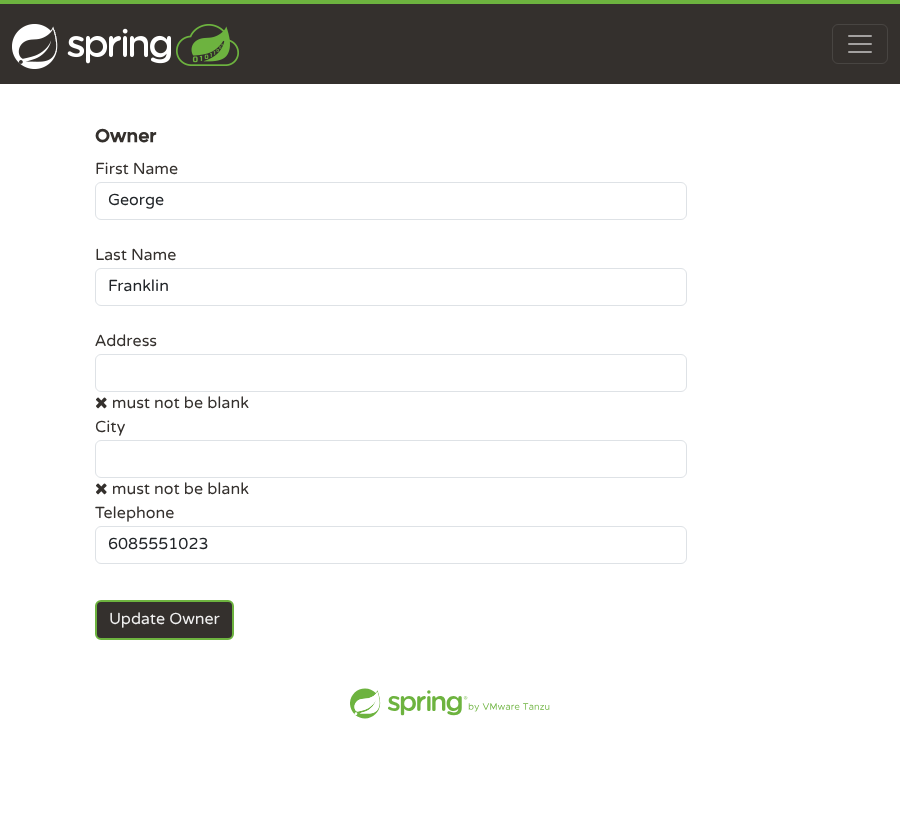 spring
Owner
First Name
George
Last Name
Franklin
Address
✖ must not be blank
City
✖ must not be blank
Telephone
6085551023
Update Owner
spring® by VMware Tanzu